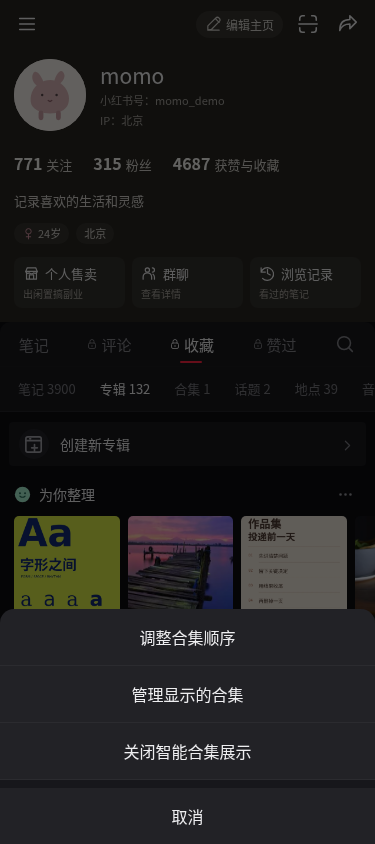 编辑主页
momo
小红书号：momo_demo
IP：北京
771 关注 315 粉丝 4687 获赞与收藏
记录喜欢的生活和灵感
24岁 北京
个人售卖 群聊 浏览记录
出闲置搞副业 查看详情 看过的笔记
笔记 评论 收藏 赞过
笔记 3900 专辑 132 合集 1 话题 2 地点 39 音
创建新专辑
为你整理
Aa
字形之间
a a a a
作品集
投递前一天
调整合集顺序
管理显示的合集
关闭智能合集展示
取消